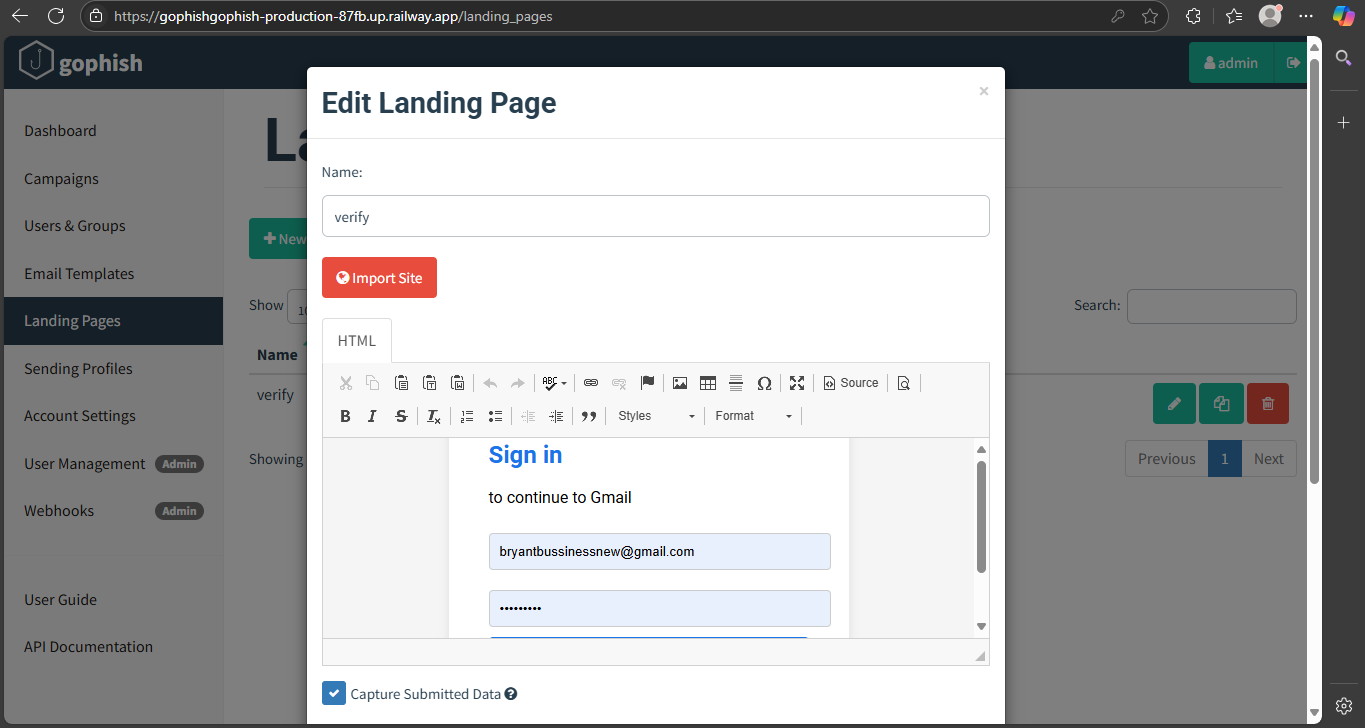 https://gophishgophish-production-87fb.up.railway.app/landing_pages
gophish
admin
Edit Landing Page
×
Dashboard
Campaigns
Users & Groups
Email Templates
Landing Pages
Sending Profiles
Account Settings
User Management Admin
Webhooks Admin
User Guide
API Documentation
La
New
Show 10
Search:
Name
verify
Showing
Previous 1 Next
Name:
verify
Import Site
HTML
ABC
Source
B I S Tx
Styles
Format
Sign in
to continue to Gmail
bryantbussinessnew@gmail.com
•••••••••
Capture Submitted Data